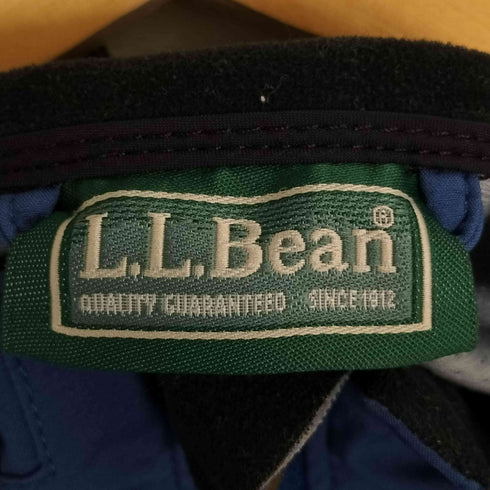 L.L.Bean®
QUALITY GUARANTEED SINCE 1912